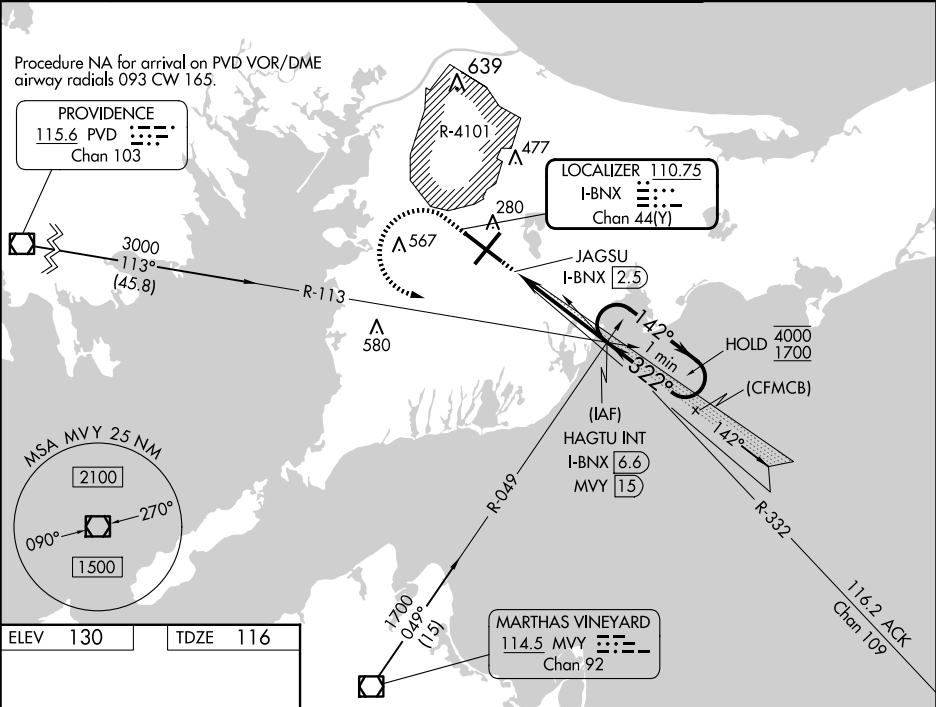 Procedure NA for arrival on PVD VOR/DME
airway radials 093 CW 165.
PROVIDENCE
115.6 PVD
Chan 103
639
R-4101
477
LOCALIZER 110.75
I-BNX
Chan 44(Y)
280
567
JAGSU
I-BNX 2.5
3000
113°
(45.8)
R-113
580
142°
1 min
322°
HOLD 4000
1700
(CFMCB)
142°
(IAF)
HAGTU INT
I-BNX 6.6
MVY 15
MSA MVY 25 NM
2100
270°
090°
1500
R-049
R-332
1700
049°
(15)
116.2 ACK
Chan 109
MARTHAS VINEYARD
114.5 MVY
Chan 92
ELEV 130
TDZE 116